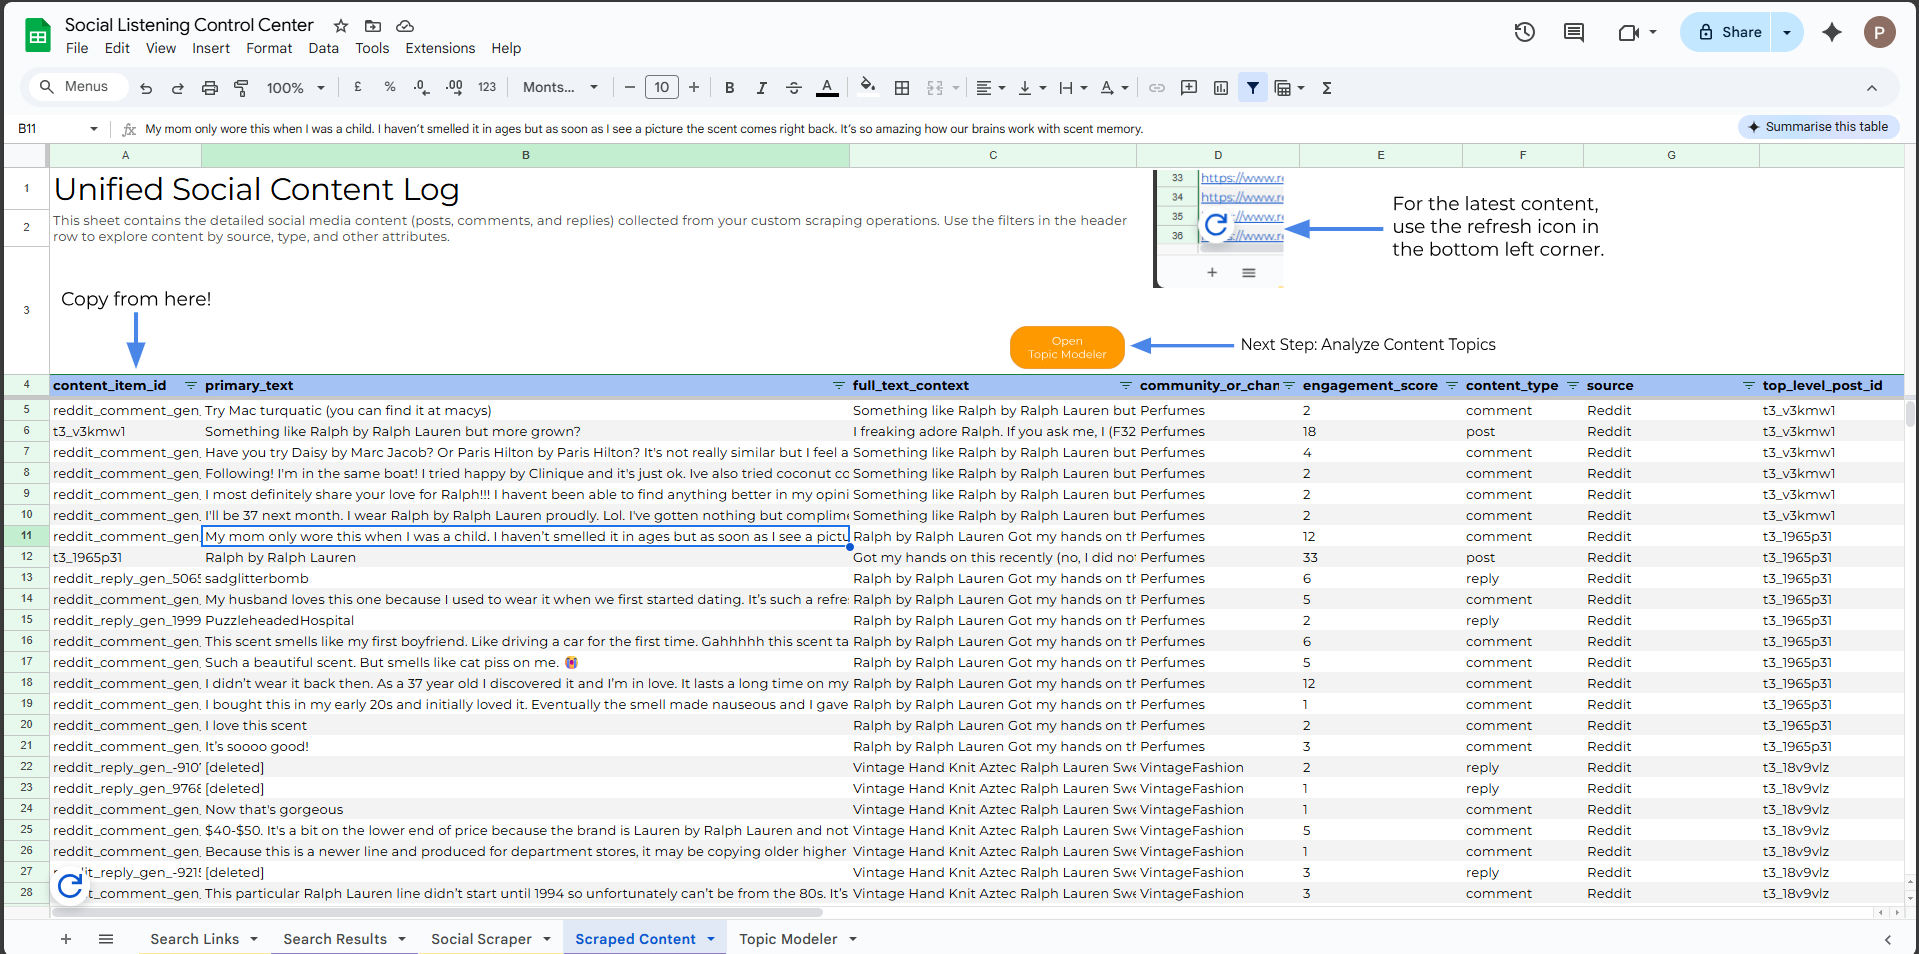 Social Listening Control Center
File Edit View Insert Format Data Tools Extensions Help
Share
P
Menus 100% £ % .0 .00 123 Monts... 10 B I A Σ
B11 fx My mom only wore this when I was a child. I haven’t smelled it in ages but as soon as I see a picture the scent comes right back. It’s so amazing how our brains work with scent memory.
Summarise this table
A B C D E F G
1 Unified Social Content Log
2 This sheet contains the detailed social media content (posts, comments, and replies) collected from your custom scraping operations. Use the filters in the header
row to explore content by source, type, and other attributes.
33 https://www.re
34 https://www.re
35 ://www.re
36 ://www.re
For the latest content,
use the refresh icon in
the bottom left corner.
3
Copy from here!
Open
Topic Modeler
Next Step: Analyze Content Topics
4 content_item_id primary_text full_text_context community_or_chan engagement_score content_type source top_level_post_id
5 reddit_comment_gen_ Try Mac turquatic (you can find it at macys) Something like Ralph by Ralph Lauren but Perfumes 2 comment Reddit t3_v3kmw1
6 t3_v3kmw1 Something like Ralph by Ralph Lauren but more grown? I freaking adore Ralph. If you ask me, I (F32 Perfumes 18 post Reddit t3_v3kmw1
7 reddit_comment_gen_ Have you try Daisy by Marc Jacob? Or Paris Hilton by Paris Hilton? It's not really similar but I feel a Something like Ralph by Ralph Lauren but Perfumes 4 comment Reddit t3_v3kmw1
8 reddit_comment_gen_ Following! I'm in the same boat! I tried happy by Clinique and it's just ok. Ive also tried coconut co Something like Ralph by Ralph Lauren but Perfumes 2 comment Reddit t3_v3kmw1
9 reddit_comment_gen_ I most definitely share your love for Ralph!!! I havent been able to find anything better in my opini Something like Ralph by Ralph Lauren but Perfumes 2 comment Reddit t3_v3kmw1
10 reddit_comment_gen_ I'll be 37 next month. I wear Ralph by Ralph Lauren proudly. Lol. I've gotten nothing but complime Something like Ralph by Ralph Lauren but Perfumes 2 comment Reddit t3_v3kmw1
11 reddit_comment_gen_ My mom only wore this when I was a child. I haven’t smelled it in ages but as soon as I see a pictu Ralph by Ralph Lauren Got my hands on th Perfumes 12 comment Reddit t3_1965p31
12 t3_1965p31 Ralph by Ralph Lauren Got my hands on this recently (no, I did no Perfumes 33 post Reddit t3_1965p31
13 reddit_reply_gen_5065 sadglitterbomb Ralph by Ralph Lauren Got my hands on th Perfumes 6 reply Reddit t3_1965p31
14 reddit_comment_gen_ My husband loves this one because I used to wear it when we first started dating. It’s such a refre Ralph by Ralph Lauren Got my hands on th Perfumes 5 comment Reddit t3_1965p31
15 reddit_reply_gen_1999 PuzzleheadedHospital Ralph by Ralph Lauren Got my hands on th Perfumes 2 reply Reddit t3_1965p31
16 reddit_comment_gen_ This scent smells like my first boyfriend. Like driving a car for the first time. Gahhhhh this scent ta Ralph by Ralph Lauren Got my hands on th Perfumes 6 comment Reddit t3_1965p31
17 reddit_comment_gen_ Such a beautiful scent. But smells like cat piss on me. Ralph by Ralph Lauren Got my hands on th Perfumes 5 comment Reddit t3_1965p31
18 reddit_comment_gen_ I didn’t wear it back then. As a 37 year old I discovered it and I’m in love. It lasts a long time on my Ralph by Ralph Lauren Got my hands on th Perfumes 12 comment Reddit t3_1965p31
19 reddit_comment_gen_ I bought this in my early 20s and initially loved it. Eventually the smell made nauseous and I gave Ralph by Ralph Lauren Got my hands on th Perfumes 1 comment Reddit t3_1965p31
20 reddit_comment_gen_ I love this scent Ralph by Ralph Lauren Got my hands on th Perfumes 2 comment Reddit t3_1965p31
21 reddit_comment_gen_ It’s soooo good! Ralph by Ralph Lauren Got my hands on th Perfumes 3 comment Reddit t3_1965p31
22 reddit_reply_gen_-910 [deleted] Vintage Hand Knit Aztec Ralph Lauren Swe VintageFashion 2 reply Reddit t3_18v9vlz
23 reddit_reply_gen_9768 [deleted] Vintage Hand Knit Aztec Ralph Lauren Swe VintageFashion 1 reply Reddit t3_18v9vlz
24 reddit_comment_gen_ Now that's gorgeous Vintage Hand Knit Aztec Ralph Lauren Swe VintageFashion 1 comment Reddit t3_18v9vlz
25 reddit_comment_gen_ $40-$50. It's a bit on the lower end of price because the brand is Lauren by Ralph Lauren and not Vintage Hand Knit Aztec Ralph Lauren Swe VintageFashion 5 comment Reddit t3_18v9vlz
26 reddit_comment_gen_ Because this is a newer line and produced for department stores, it may be copying older higher Vintage Hand Knit Aztec Ralph Lauren Swe VintageFashion 1 comment Reddit t3_18v9vlz
27 t_reply_gen_-9215 [deleted] Vintage Hand Knit Aztec Ralph Lauren Swe VintageFashion 3 reply Reddit t3_18v9vlz
28 t_comment_gen_ This particular Ralph Lauren line didn’t start until 1994 so unfortunately can’t be from the 80s. It’s Vintage Hand Knit Aztec Ralph Lauren Swe VintageFashion 3 comment Reddit t3_18v9vlz
Search Links Search Results Social Scraper Scraped Content Topic Modeler